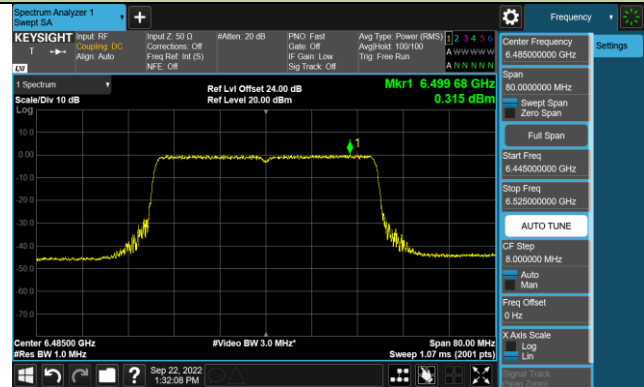 Spectrum Analyzer 1
Swept SA
+
Frequency
KEYSIGHT
Input: RF
Coupling: DC
Align: Auto
Input Z: 50 Ω
Corrections: Off
Freq Ref: Int (S)
NFE: Off
#Atten: 20 dB
PNO: Fast
Gate: Off
IF Gain: Low
Sig Track: Off
Avg Type: Power (RMS)
Avg|Hold: 100/100
Trig: Free Run
1 2 3 4 5 6
A W W W W W
A N N N N N
T
LXI
1 Spectrum
Scale/Div 10 dB
Log
Ref Lvl Offset 24.00 dB
Ref Level 20.00 dBm
Mkr1 6.499 68 GHz
0.315 dBm
10.0
0.00
-10.0
-20.0
-30.0
-40.0
-50.0
-60.0
-70.0
1
Center 6.48500 GHz
#Res BW 1.0 MHz
#Video BW 3.0 MHz*
Span 80.00 MHz
Sweep 1.07 ms (2001 pts)
Sep 22, 2022
1:32:08 PM
?
Center Frequency
6.485000000 GHz
Span
80.0000000 MHz
Swept Span
Zero Span
Full Span
Start Freq
6.445000000 GHz
Stop Freq
6.525000000 GHz
AUTO TUNE
CF Step
8.000000 MHz
Auto
Man
Freq Offset
0 Hz
X Axis Scale
Log
Lin
Signal Track
(Span Zoom)
Settings